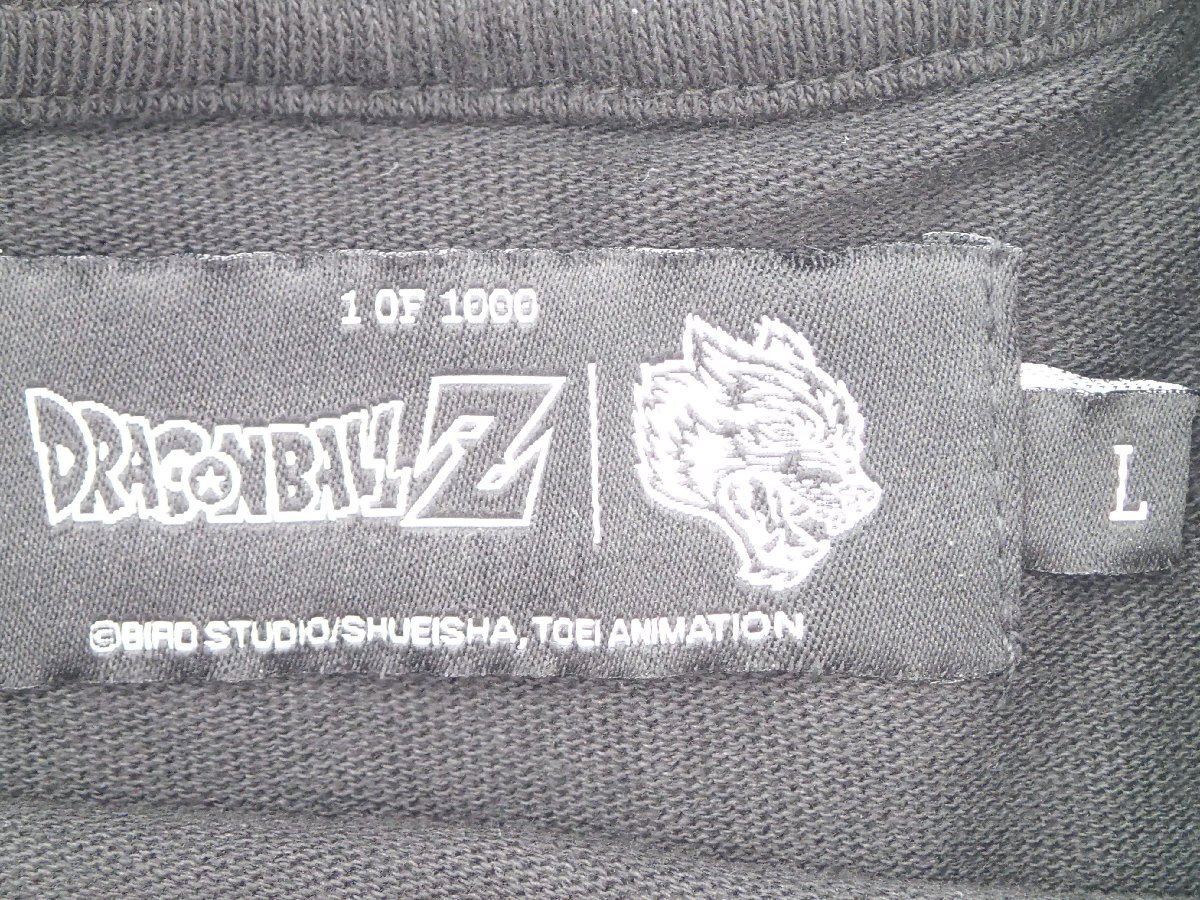 1 OF 1000
DRAGONBALL Z
L
©BIRD STUDIO/SHUEISHA, TOEI ANIMATION